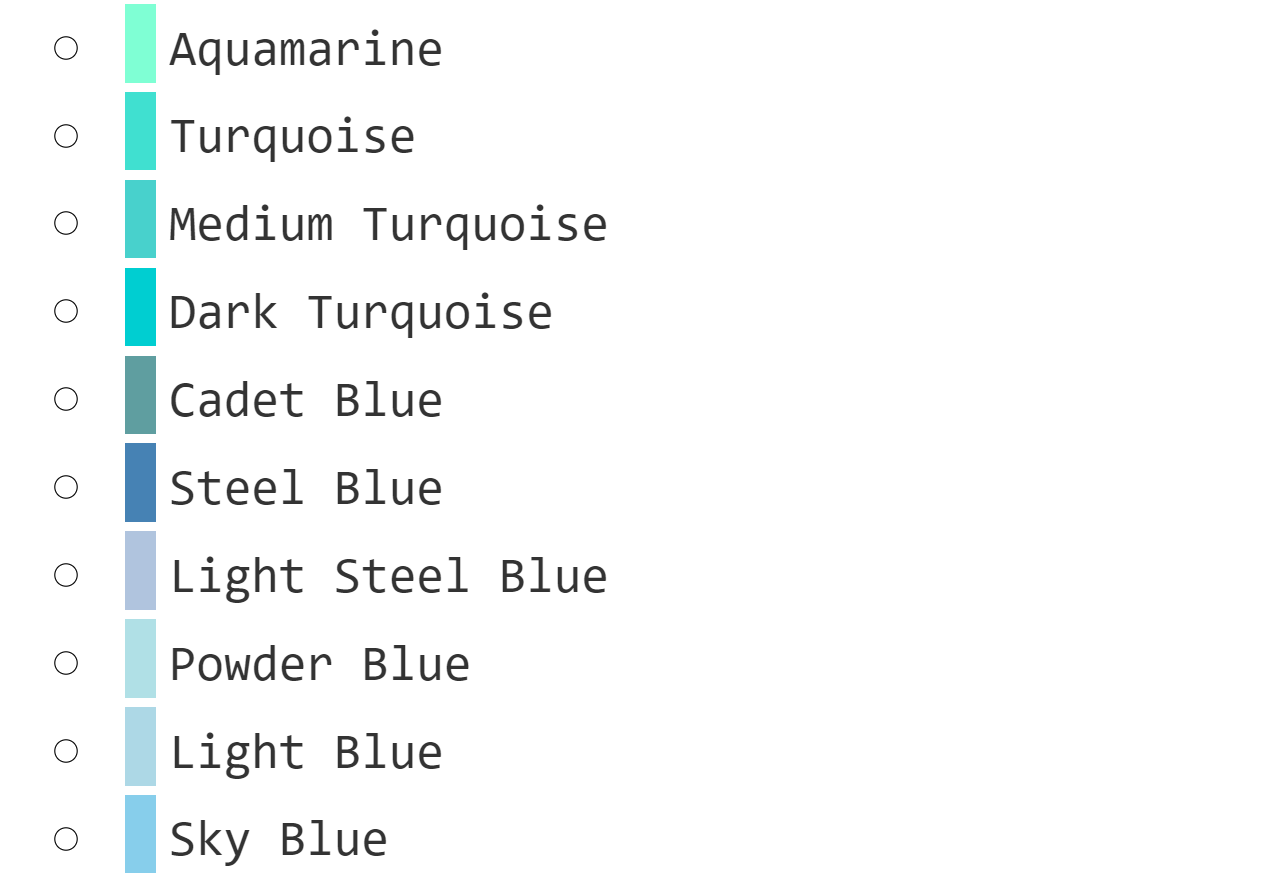 Aquamarine
Turquoise
Medium Turquoise
Dark Turquoise
Cadet Blue
Steel Blue
Light Steel Blue
Powder Blue
Light Blue
Sky Blue